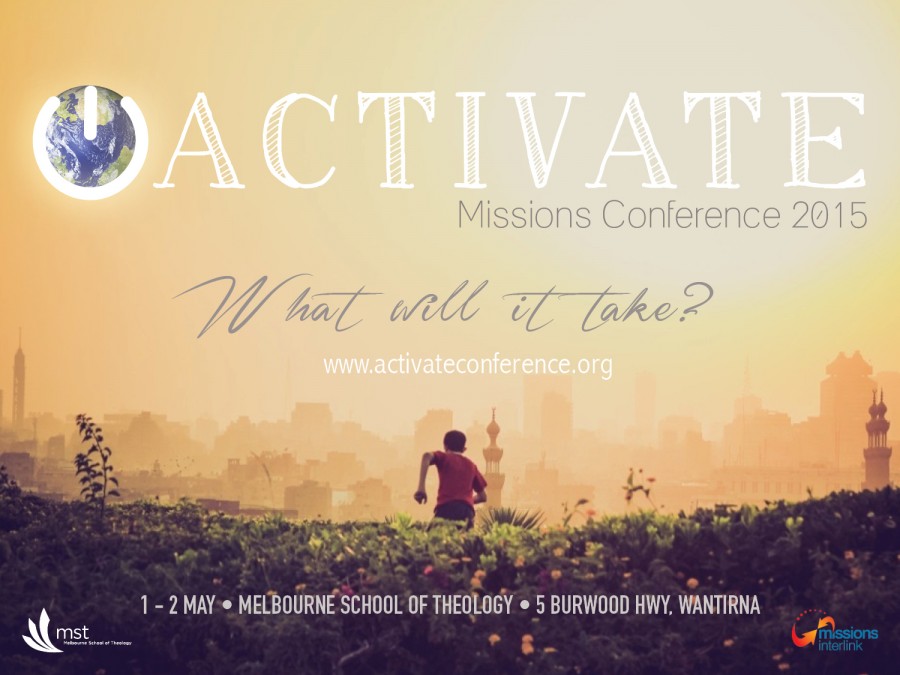 ACTIVATE
Missions Conference 2015
What will it take?
www.activateconference.org
1 - 2 MAY • MELBOURNE SCHOOL OF THEOLOGY • 5 BURWOOD HWY, WANTIRNA
mst
Melbourne School of Theology
missions
interlink